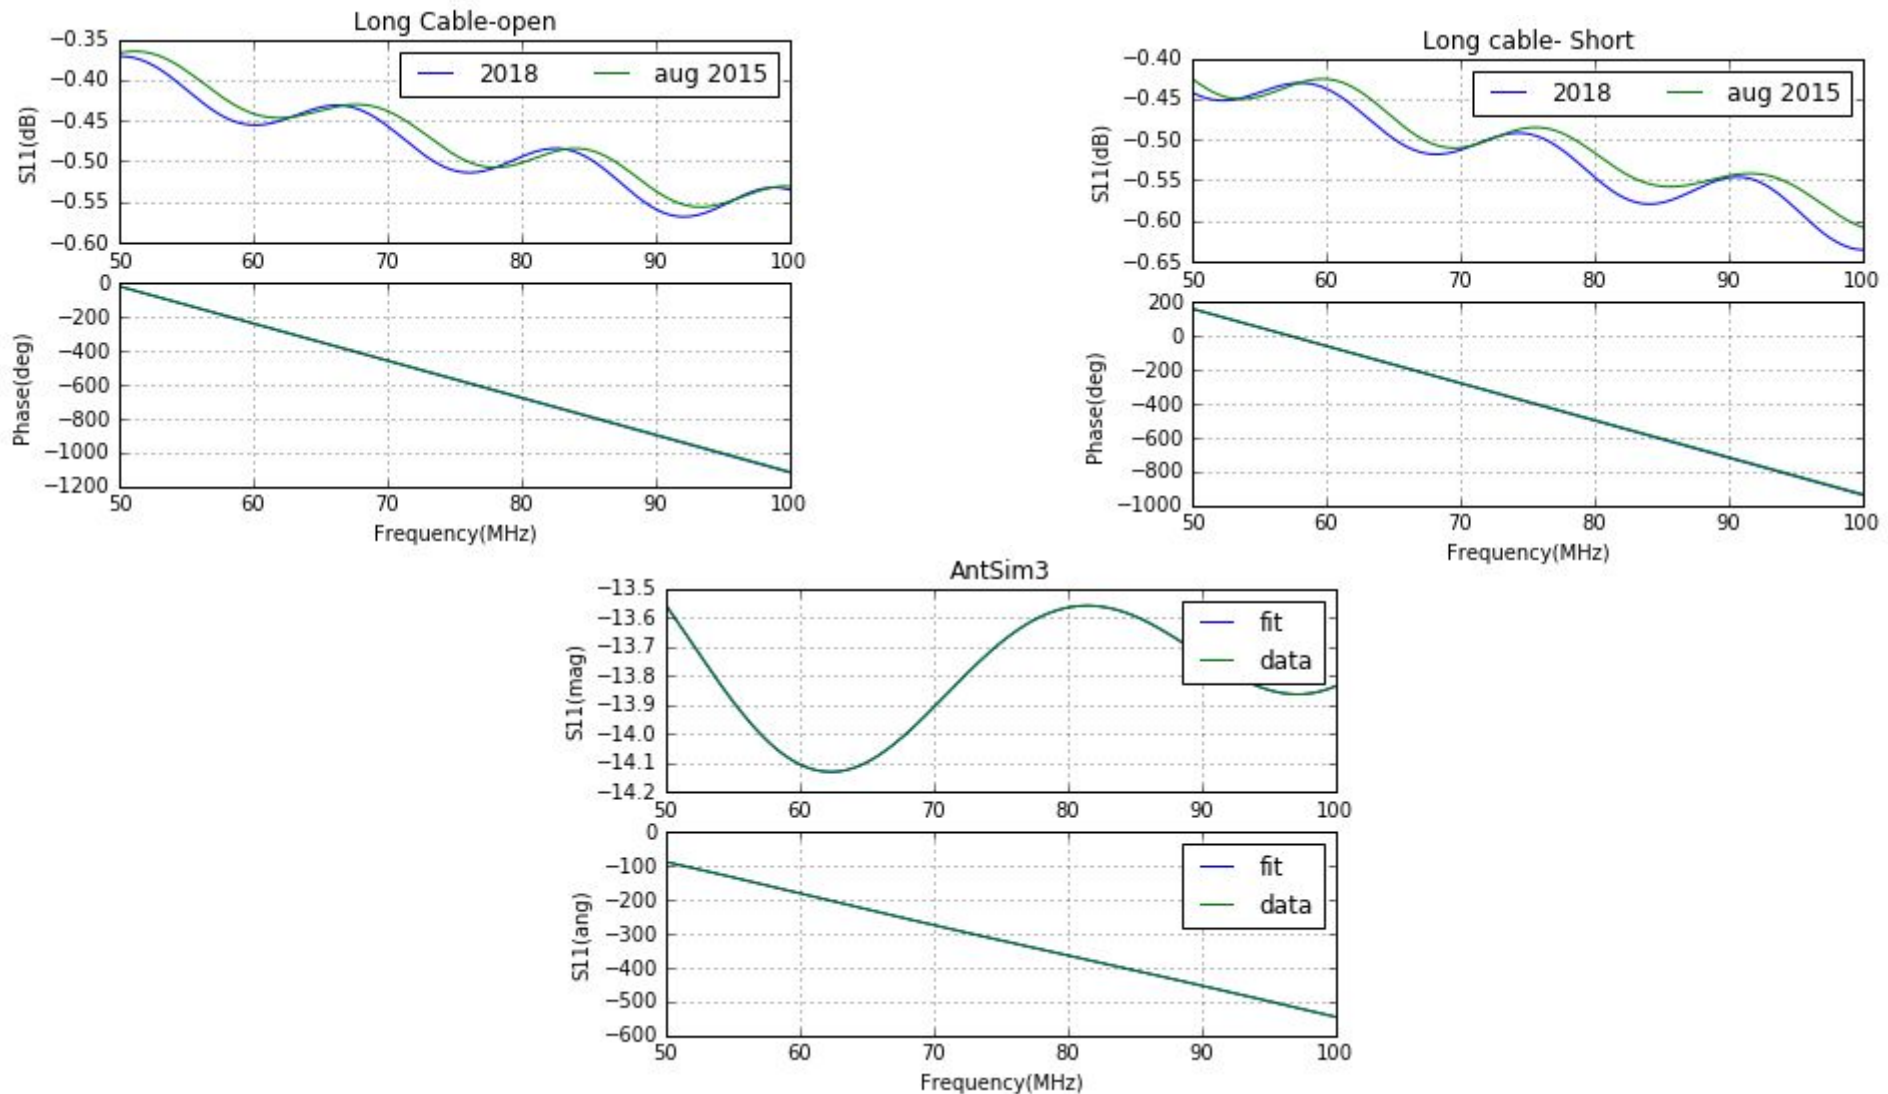 Long Cable-open
−0.35
−0.40
−0.45
−0.50
−0.55
−0.60
S11(dB)
2018 aug 2015
50 60 70 80 90 100
0
−200
−400
−600
−800
−1000
−1200
Phase(deg)
50 60 70 80 90 100
Frequency(MHz)
Long cable- Short
−0.40
−0.45
−0.50
−0.55
−0.60
−0.65
S11(dB)
2018 aug 2015
50 60 70 80 90 100
200
0
−200
−400
−600
−800
−1000
Phase(deg)
50 60 70 80 90 100
Frequency(MHz)
AntSim3
−13.5
−13.6
−13.7
−13.8
−13.9
−14.0
−14.1
−14.2
S11(mag)
fit
data
50 60 70 80 90 100
0
−100
−200
−300
−400
−500
−600
S11(ang)
fit
data
50 60 70 80 90 100
Frequency(MHz)